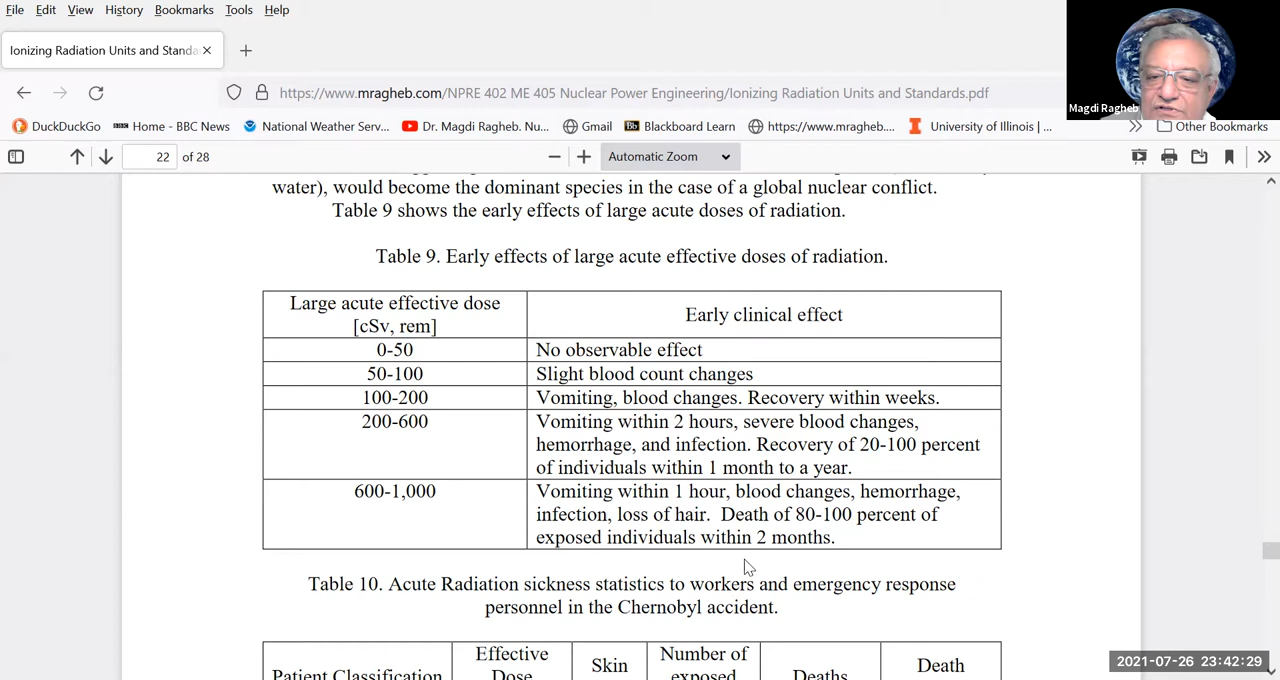 File Edit View History Bookmarks Tools Help
Ionizing Radiation Units and Standa
https://www.mragheb.com/NPRE 402 ME 405 Nuclear Power Engineering/Ionizing Radiation Units and Standards.pdf
Magdi Ragheb
DuckDuckGo BBC Home - BBC News National Weather Serv... Dr. Magdi Ragheb. Nu... Gmail Bb Blackboard Learn https://www.mragheb.... University of Illinois |... Other Bookmarks
22 of 28 Automatic Zoom
water), would become the dominant species in the case of a global nuclear conflict.
Table 9 shows the early effects of large acute doses of radiation.
Table 9. Early effects of large acute effective doses of radiation.
Large acute effective dose
[cSv, rem]
Early clinical effect
0-50 No observable effect
50-100 Slight blood count changes
100-200 Vomiting, blood changes. Recovery within weeks.
200-600 Vomiting within 2 hours, severe blood changes,
hemorrhage, and infection. Recovery of 20-100 percent
of individuals within 1 month to a year.
600-1,000 Vomiting within 1 hour, blood changes, hemorrhage,
infection, loss of hair. Death of 80-100 percent of
exposed individuals within 2 months.
Table 10. Acute Radiation sickness statistics to workers and emergency response
personnel in the Chernobyl accident.
Patient Classification
Effective
Dose
Skin
Number of
exposed
Deaths
Death
2021-07-26 23:42:29